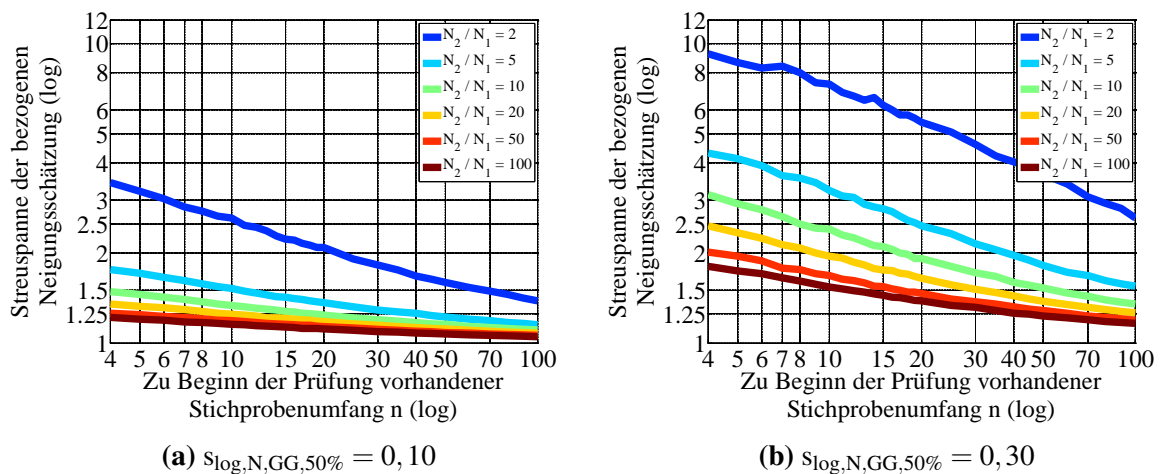 12
10
8
6
5
4
3
2.5
2
1.5
1.25
1
Streuspanne der bezogenen
Neigungsschätzung (log)
N2 / N1 = 2
N2 / N1 = 5
N2 / N1 = 10
N2 / N1 = 20
N2 / N1 = 50
N2 / N1 = 100
4 5 6 7 8 10 15 20 30 40 50 70 100
Zu Beginn der Prüfung vorhandener
Stichprobenumfang n (log)
(a) slog,N,GG,50% = 0, 10
12
10
8
6
5
4
3
2.5
2
1.5
1.25
1
Streuspanne der bezogenen
Neigungsschätzung (log)
N2 / N1 = 2
N2 / N1 = 5
N2 / N1 = 10
N2 / N1 = 20
N2 / N1 = 50
N2 / N1 = 100
4 5 6 7 8 10 15 20 30 40 50 70 100
Zu Beginn der Prüfung vorhandener
Stichprobenumfang n (log)
(b) slog,N,GG,50% = 0, 30